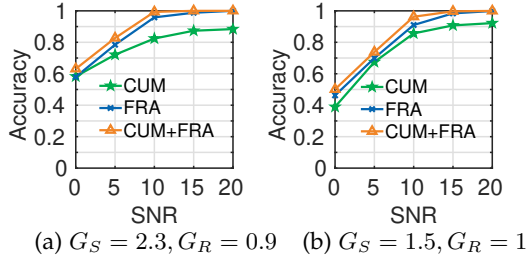 1
0.8
0.6
0.4
0.2
0
Accuracy
CUM
FRA
CUM+FRA
0 5 10 15 20
SNR
(a) G_S = 2.3, G_R = 0.9
1
0.8
0.6
0.4
0.2
0
Accuracy
CUM
FRA
CUM+FRA
0 5 10 15 20
SNR
(b) G_S = 1.5, G_R = 1